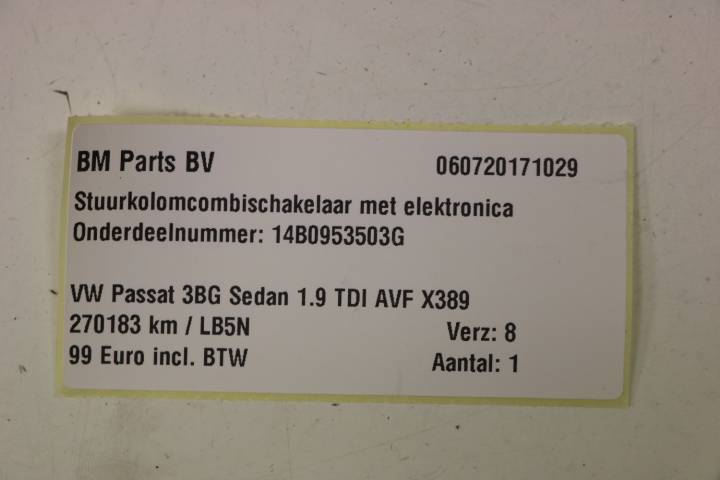 BM Parts BV 060720171029
Stuurkolomcombischakelaar met elektronica
Onderdeelnummer: 14B0953503G
VW Passat 3BG Sedan 1.9 TDI AVF X389
270183 km / LB5N Verz: 8
99 Euro incl. BTW Aantal: 1